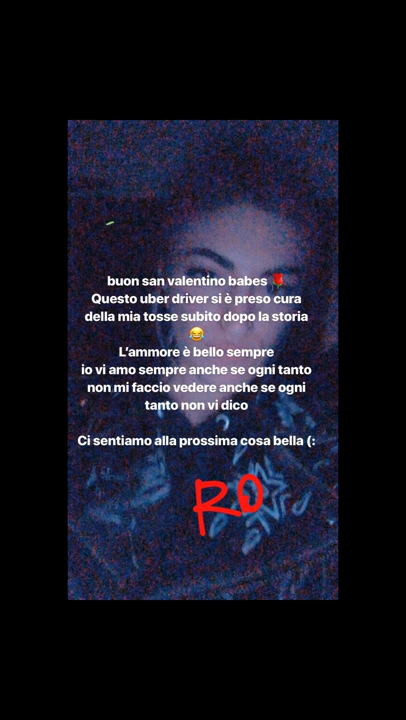 buon san valentino babes 🌹
Questo uber driver si è preso cura
della mia tosse subito dopo la storia
😂
L'ammore è bello sempre
io vi amo sempre anche se ogni tanto
non mi faccio vedere anche se ogni
tanto non vi dico
Ci sentiamo alla prossima cosa bella (:
RO